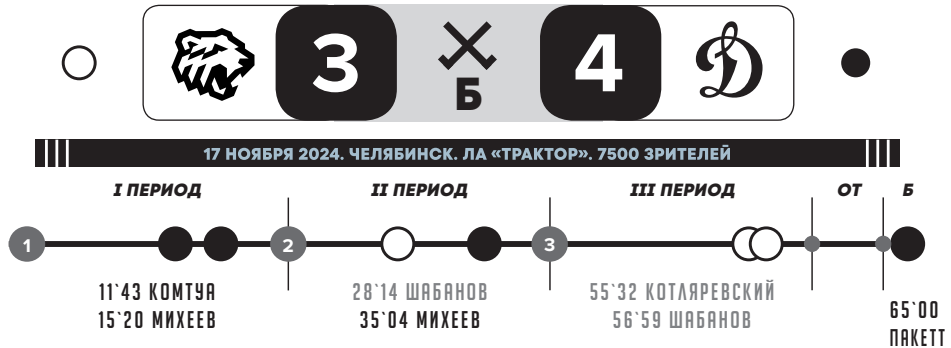 3 Б 4
17 НОЯБРЯ 2024. ЧЕЛЯБИНСК. ЛА «ТРАКТОР». 7500 ЗРИТЕЛЕЙ
I ПЕРИОД II ПЕРИОД III ПЕРИОД ОТ Б
1 2 3
11`43 КОМТУА
15`20 МИХЕЕВ
28`14 ШАБАНОВ
35`04 МИХЕЕВ
55`32 КОТЛЯРЕВСКИЙ
56`59 ШАБАНОВ
65`00
ПАКЕТТ